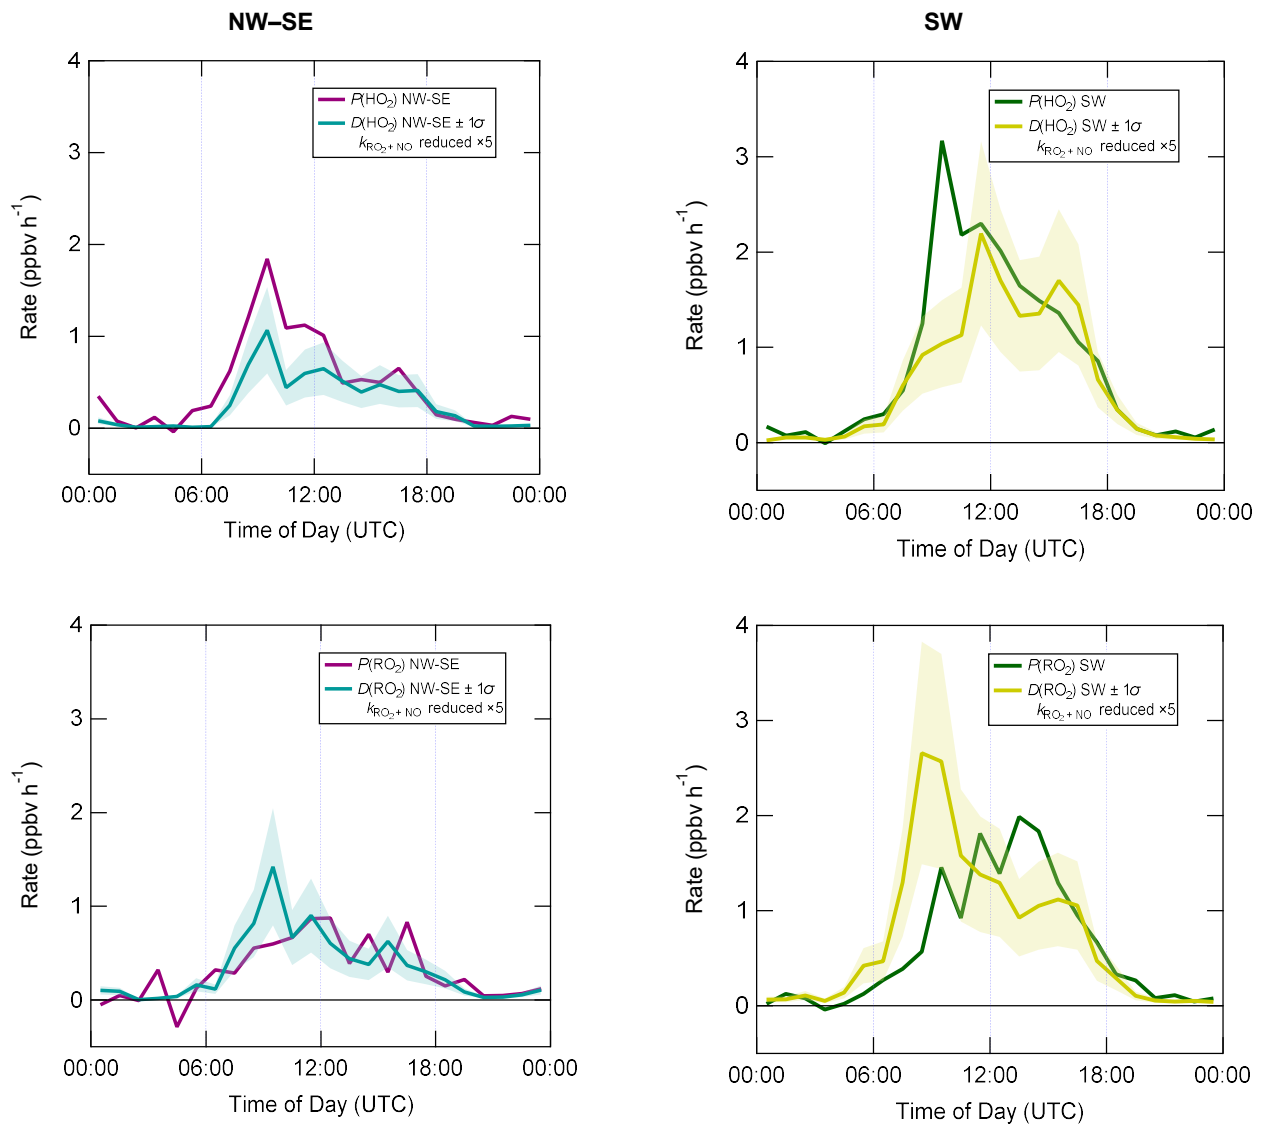 NW–SE
SW
4
3
2
1
0
Rate (ppbv h⁻¹)
P(HO₂) NW-SE
D(HO₂) NW-SE ± 1σ
k_RO₂ + NO reduced ×5
00:00 06:00 12:00 18:00 00:00
Time of Day (UTC)
4
3
2
1
0
Rate (ppbv h⁻¹)
P(HO₂) SW
D(HO₂) SW ± 1σ
k_RO₂ + NO reduced ×5
00:00 06:00 12:00 18:00 00:00
Time of Day (UTC)
4
3
2
1
0
Rate (ppbv h⁻¹)
P(RO₂) NW-SE
D(RO₂) NW-SE ± 1σ
k_RO₂ + NO reduced ×5
00:00 06:00 12:00 18:00 00:00
Time of Day (UTC)
4
3
2
1
0
Rate (ppbv h⁻¹)
P(RO₂) SW
D(RO₂) SW ± 1σ
k_RO₂ + NO reduced ×5
00:00 06:00 12:00 18:00 00:00
Time of Day (UTC)